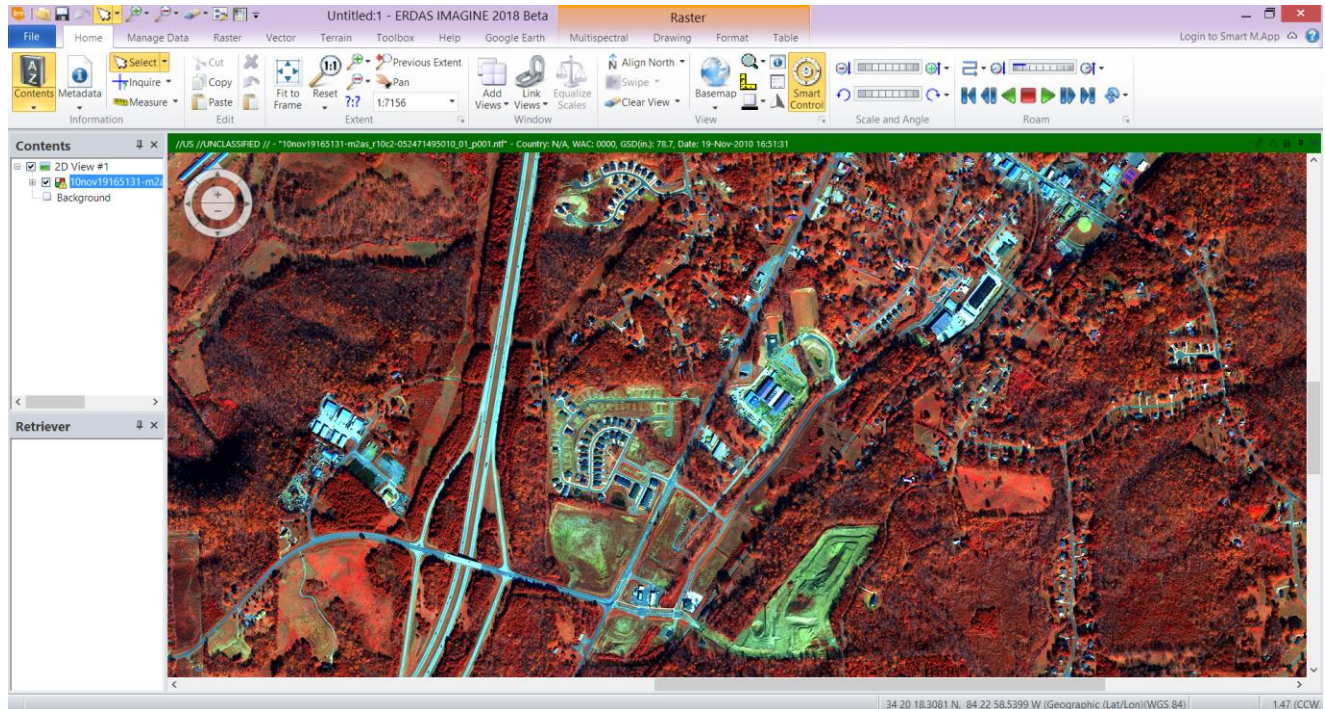 Untitled:1 - ERDAS IMAGINE 2018 Beta
Raster
File
Home
Manage Data
Raster
Vector
Terrain
Toolbox
Help
Google Earth
Multispectral
Drawing
Format
Table
Login to Smart M.App
Contents
Metadata
Select
Inquire
Measure
Information
Cut
Copy
Paste
Edit
Fit to
Frame
1:1
Reset
?:?
Previous Extent
Pan
1:7156
Extent
Add
Views
Link
Views
Equalize
Scales
Window
Align North
Swipe
Clear View
Basemap
Smart
Control
View
Scale and Angle
Roam
Contents
2D View #1
10nov19165131-m2a
Background
Retriever
//US //UNCLASSIFIED // - "10nov19165131-m2as_r10c2-052471495010_01_p001.ntf" - Country: N/A, WAC: 0000, GSD(in.): 78.7, Date: 19-Nov-2010 16:51:31
34 20 18.3081 N, 84 22 58.5399 W (Geographic (Lat/Lon)(WGS 84)
1.47 (CCW